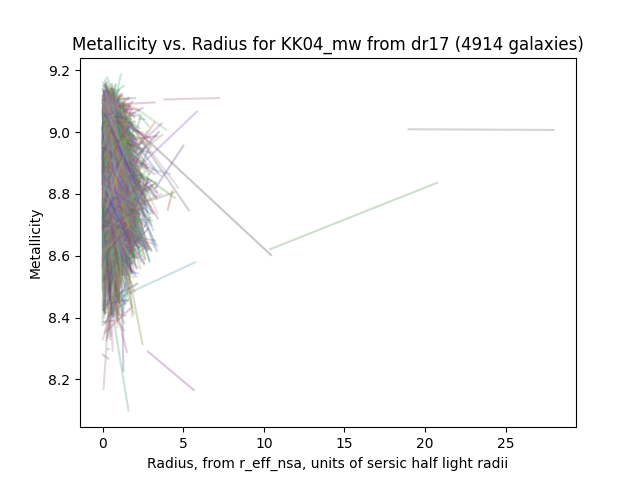 Metallicity vs. Radius for KK04_mw from dr17 (4914 galaxies)
9.2
9.0
8.8
8.6
8.4
8.2
Metallicity
0 5 10 15 20 25
Radius, from r_eff_nsa, units of sersic half light radii